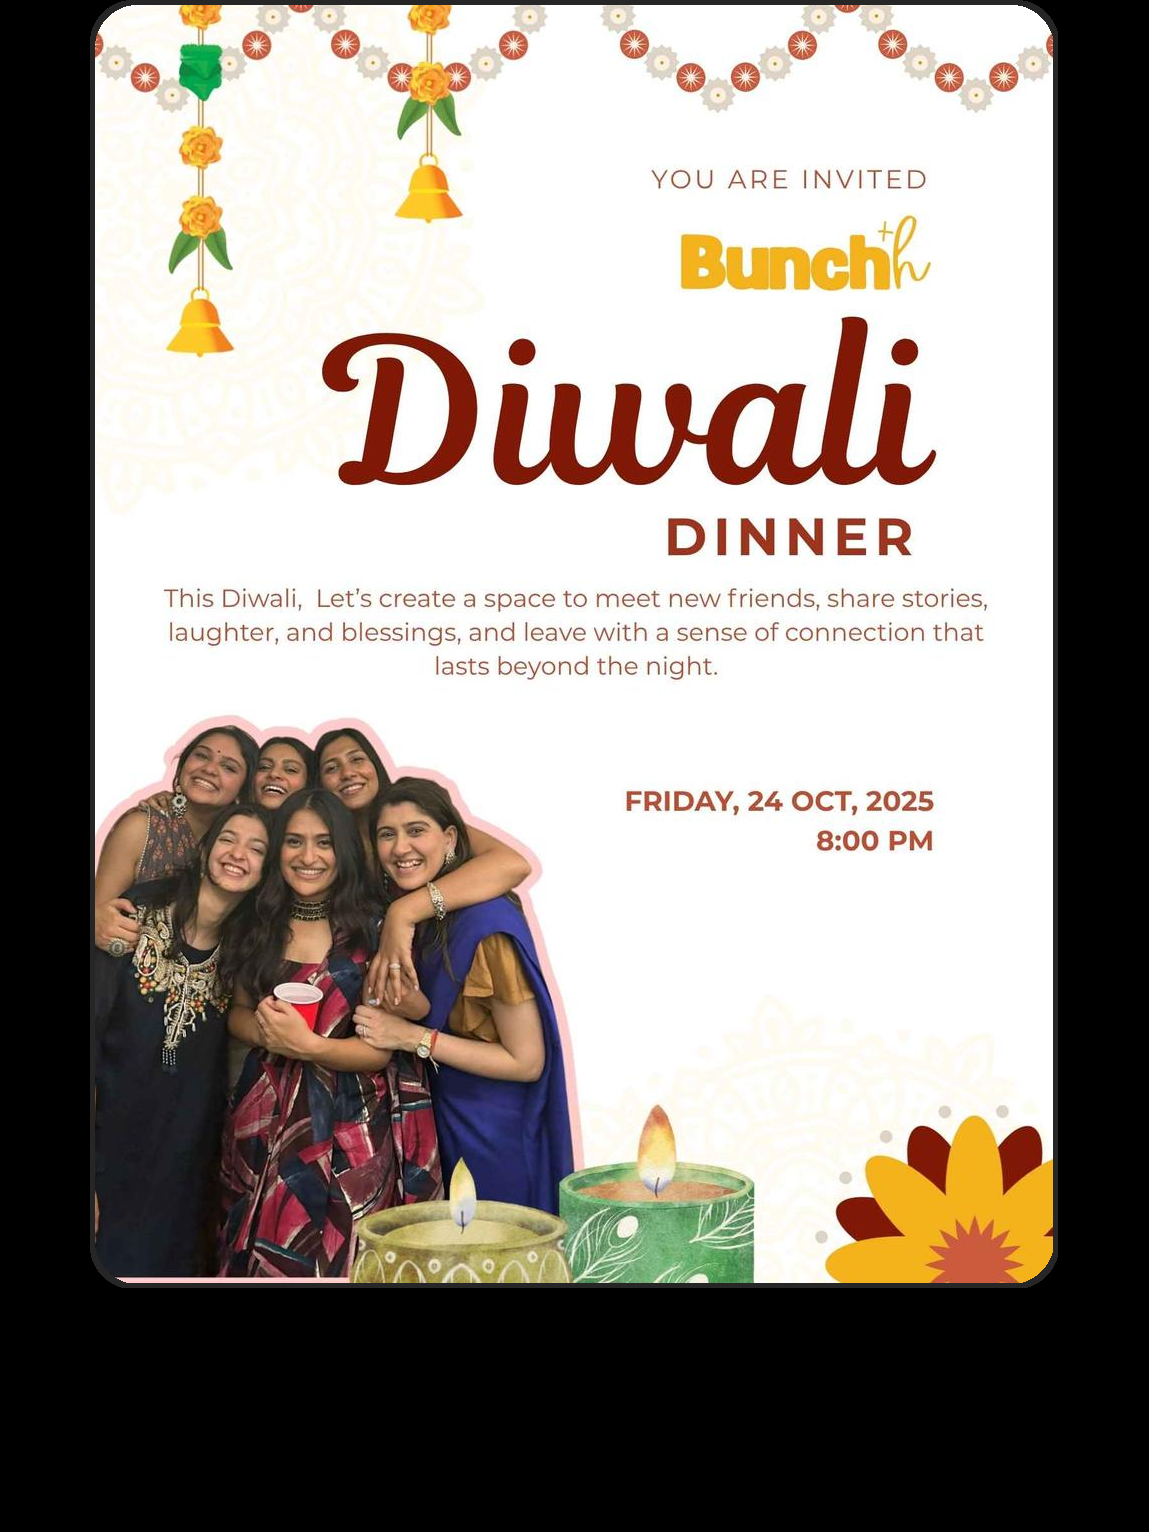 YOU ARE INVITED
Bunch+h
Diwali
DINNER
This Diwali,  Let’s create a space to meet new friends, share stories,
laughter, and blessings, and leave with a sense of connection that
lasts beyond the night.
FRIDAY, 24 OCT, 2025
8:00 PM